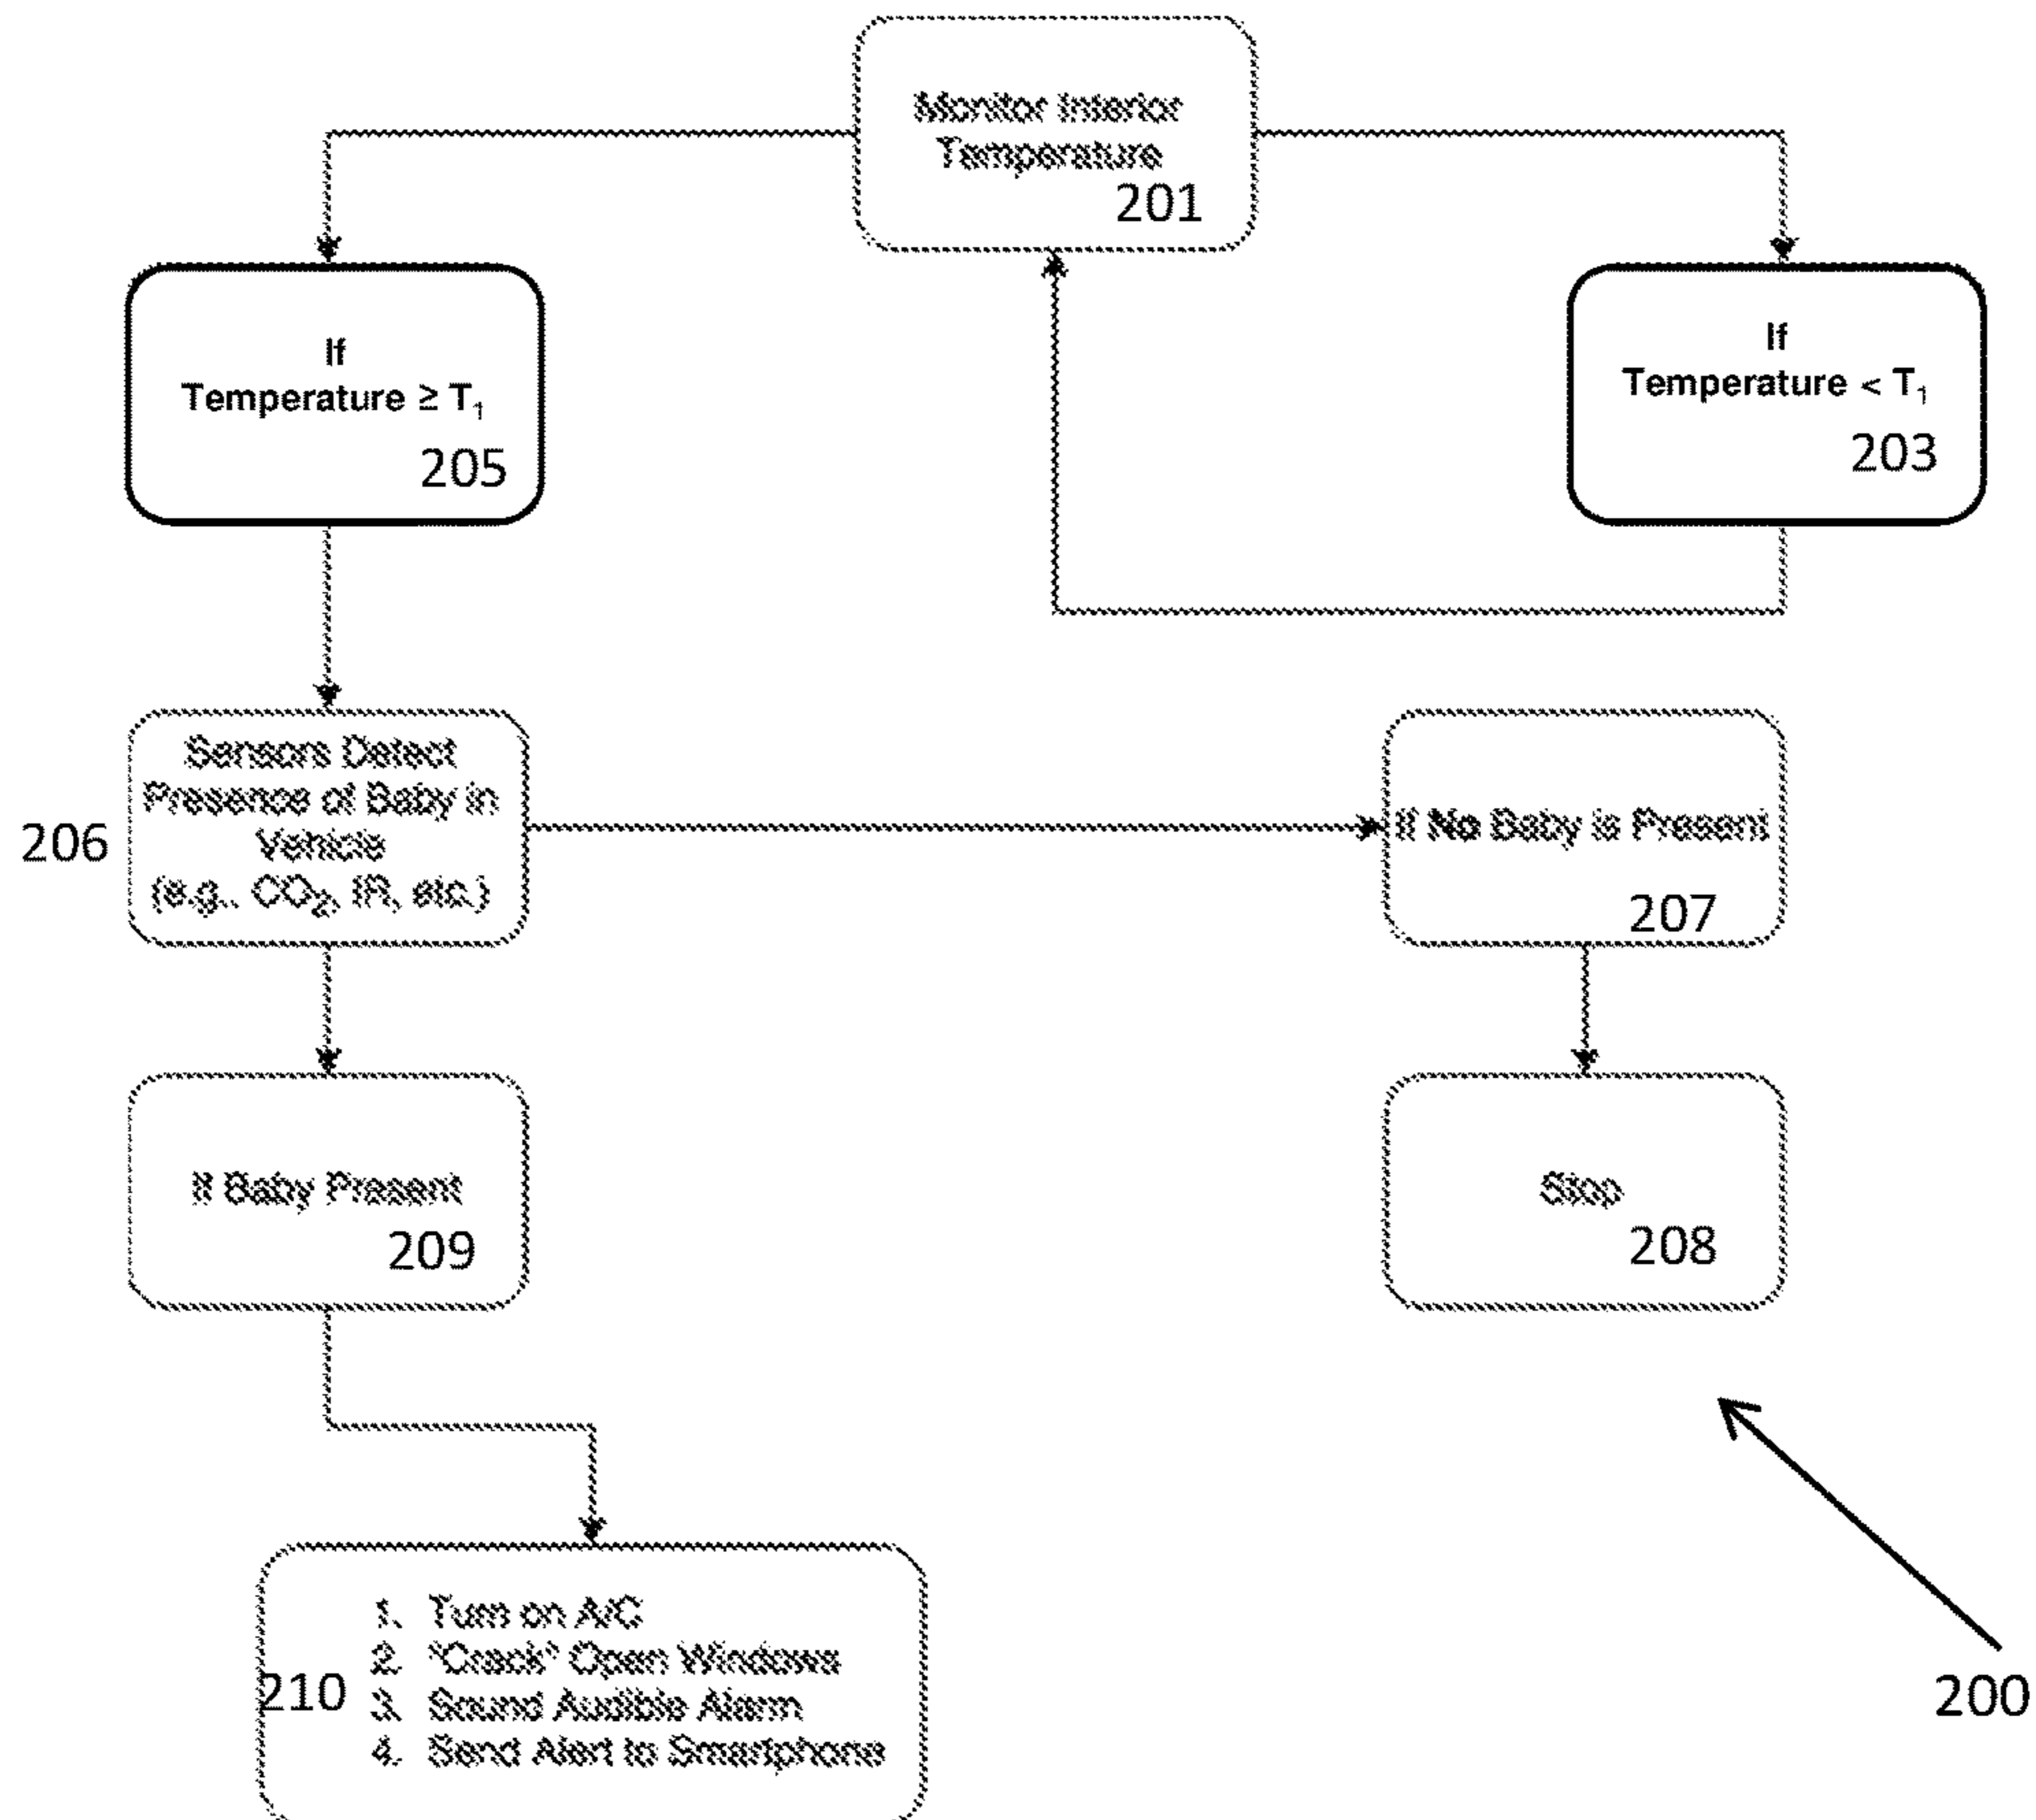 Monitor Interior
Temperature
201
If
Temperature ≥ T₁
205
If
Temperature < T₁
203
Sensors Detect
Presence of Baby in
Vehicle
(e.g., CO₂, IR, etc.)
206
If No Baby is Present
207
If Baby Present
209
Stop
208
1. Turn on A/C
2. "Crack" Open Windows
3. Sound Audible Alarm
4. Send Alert to Smartphone
210
200